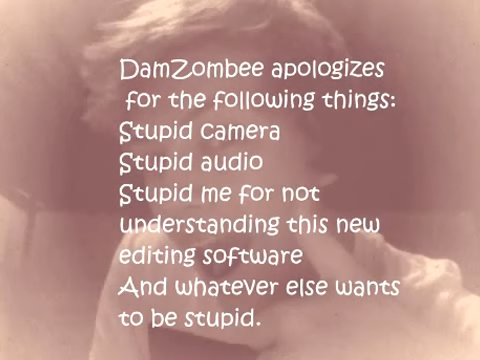 DamZombee apologizes
for the following things:
Stupid camera
Stupid audio
Stupid me for not
understanding this new
editing software
And whatever else wants
to be stupid.